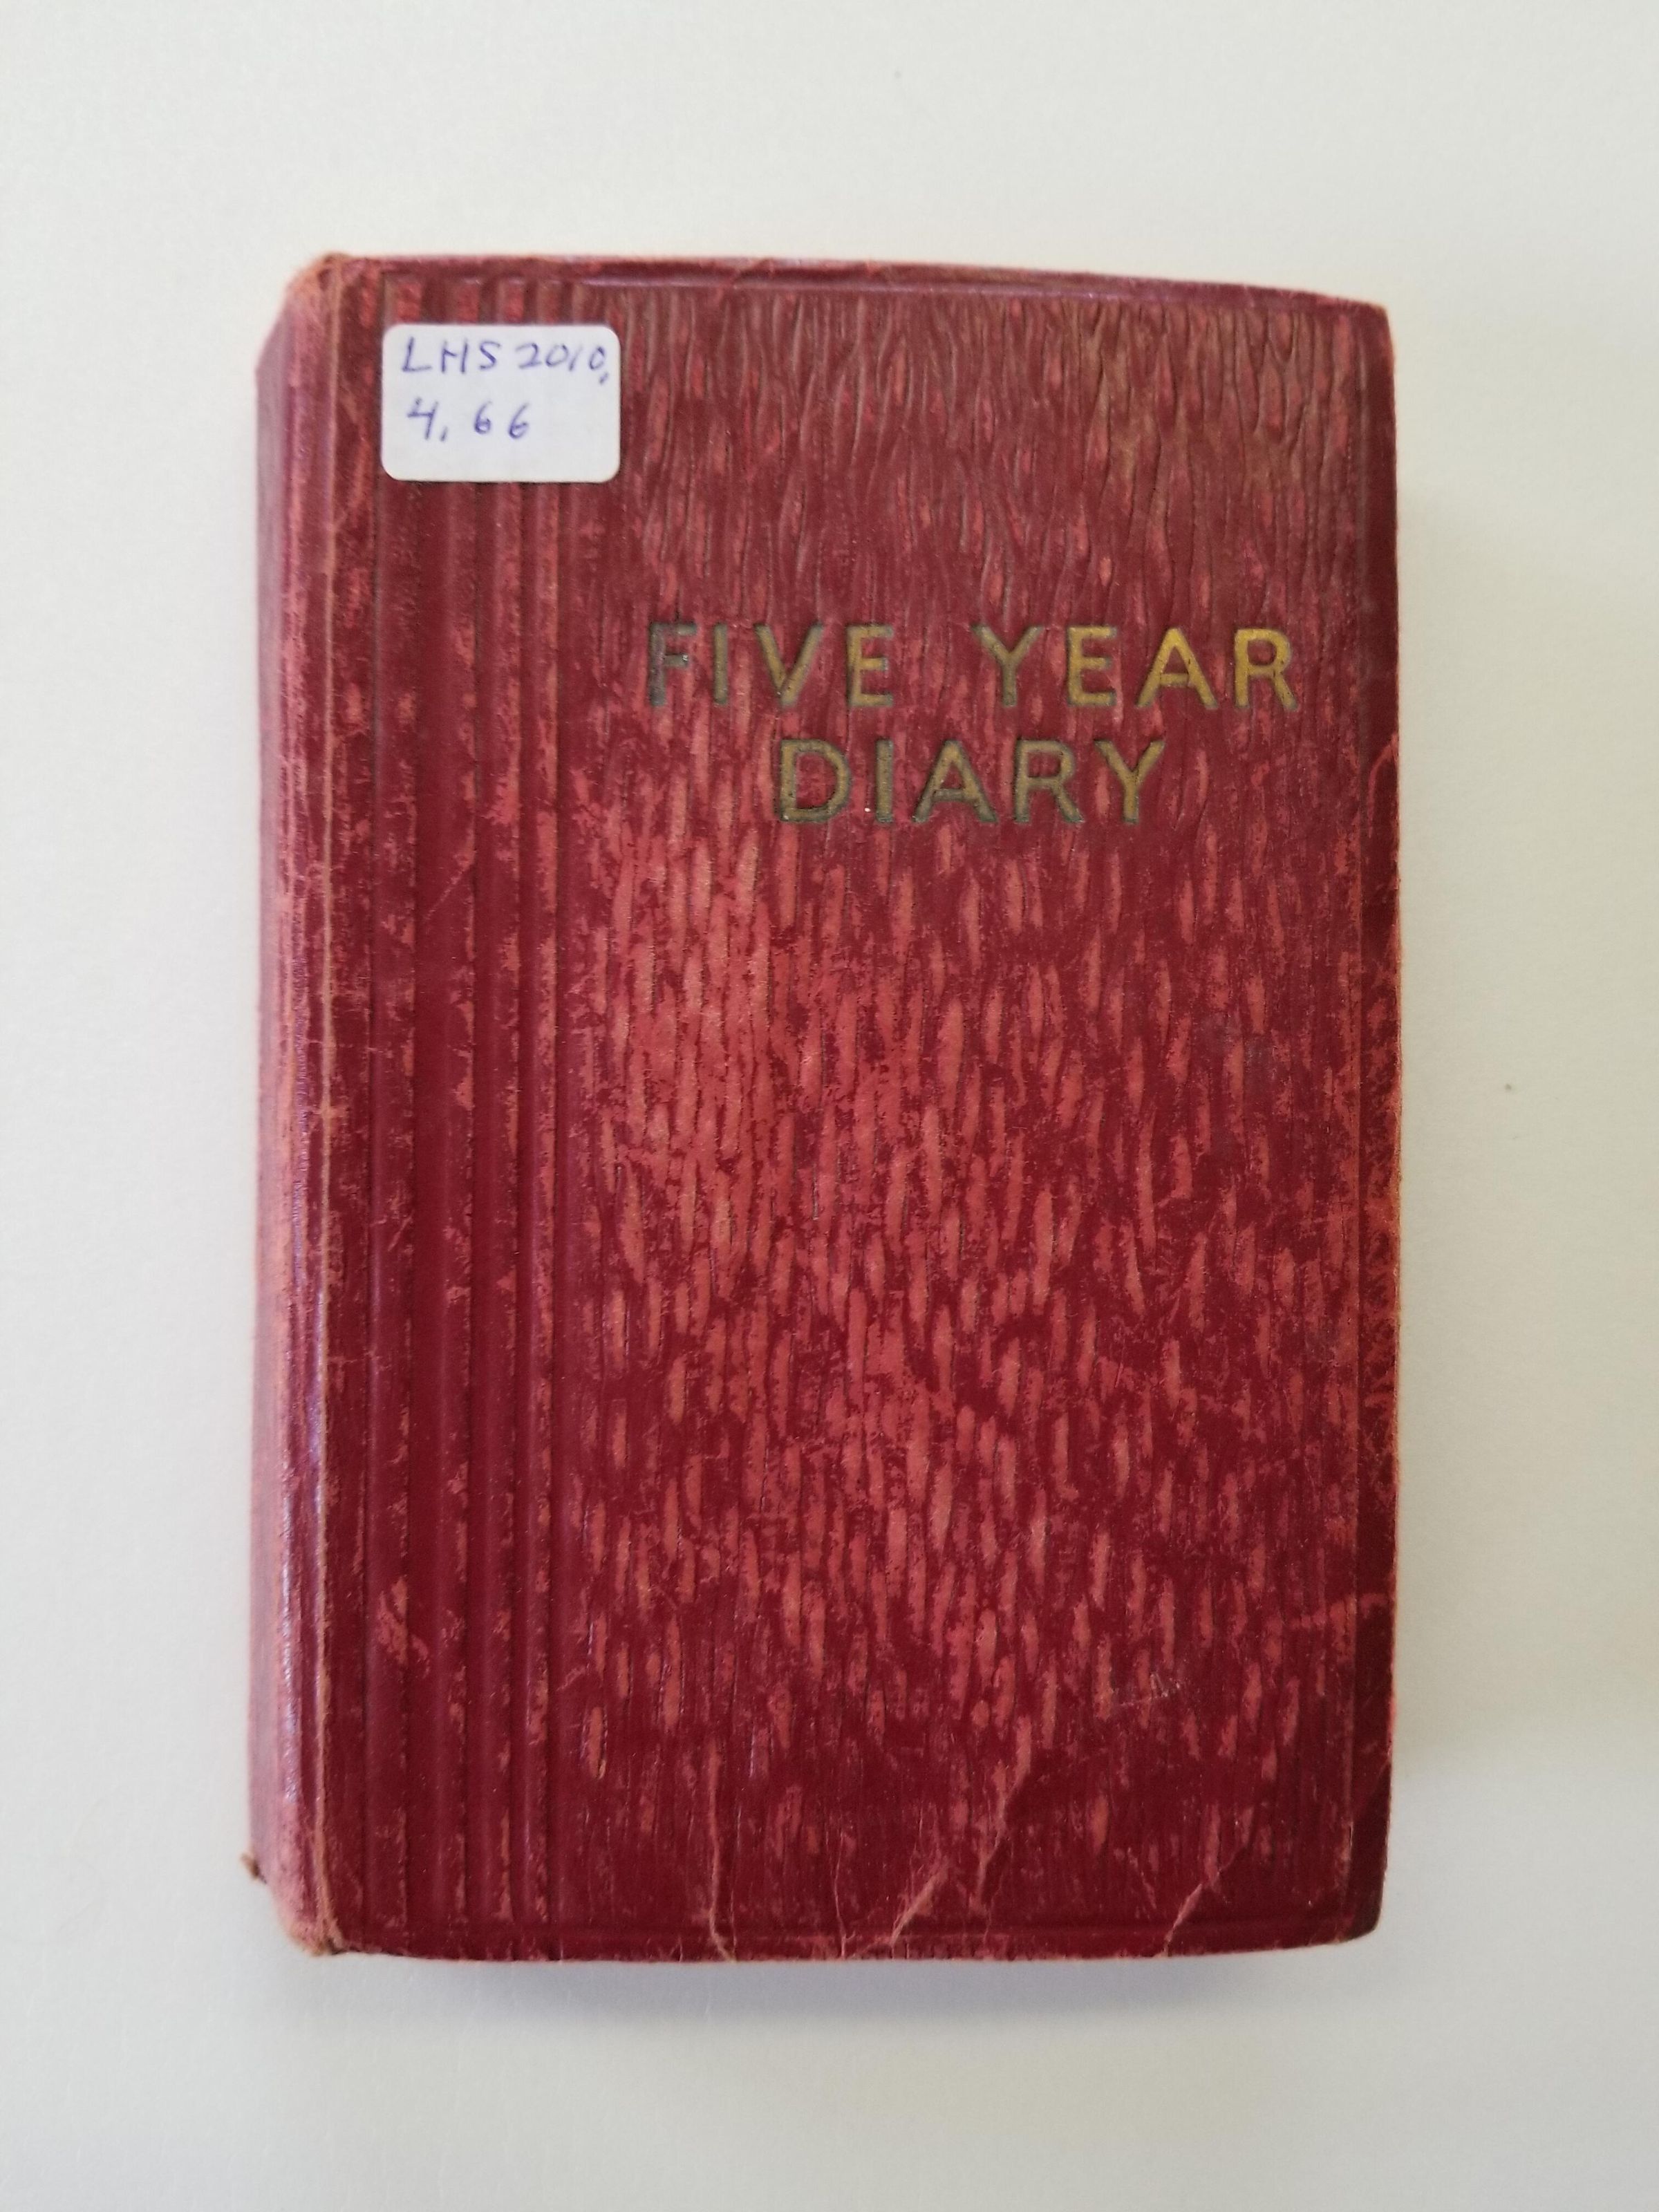 LHS 2010.
4.66
FIVE YEAR
DIARY